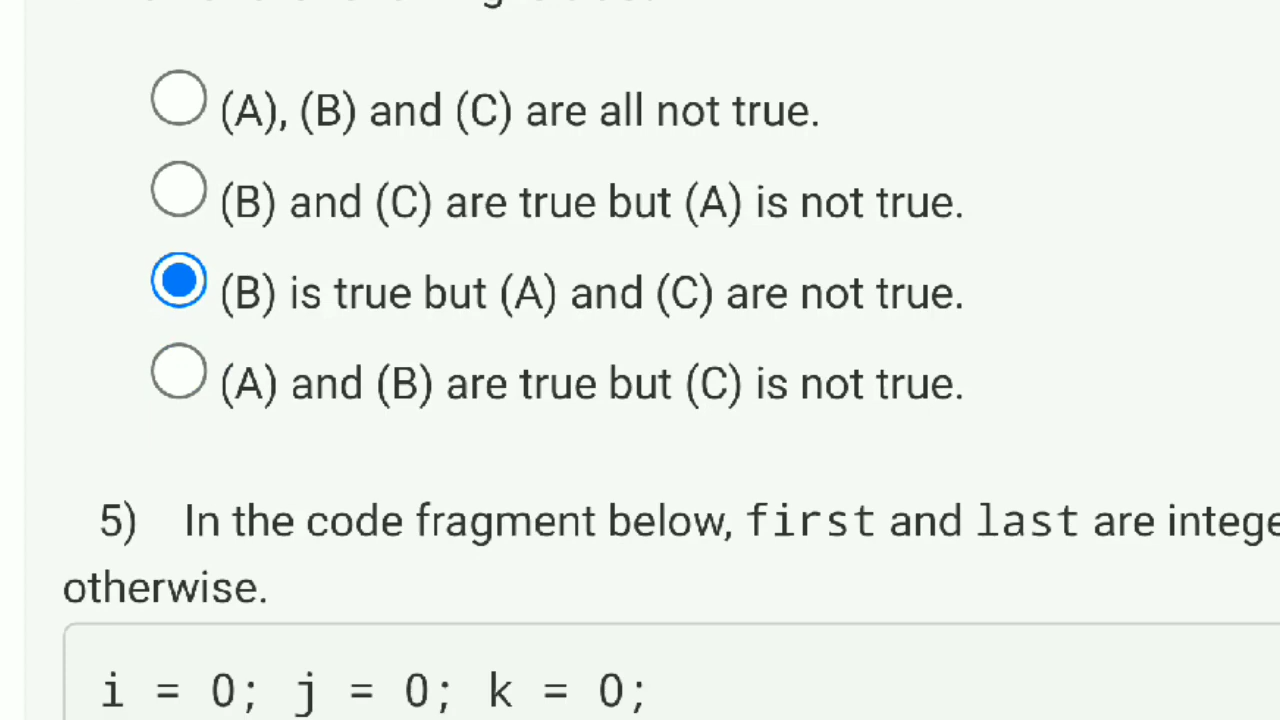 (A), (B) and (C) are all not true.
(B) and (C) are true but (A) is not true.
(B) is true but (A) and (C) are not true.
(A) and (B) are true but (C) is not true.
5) In the code fragment below, first and last are intege
otherwise.
i = 0; j = 0; k = 0;